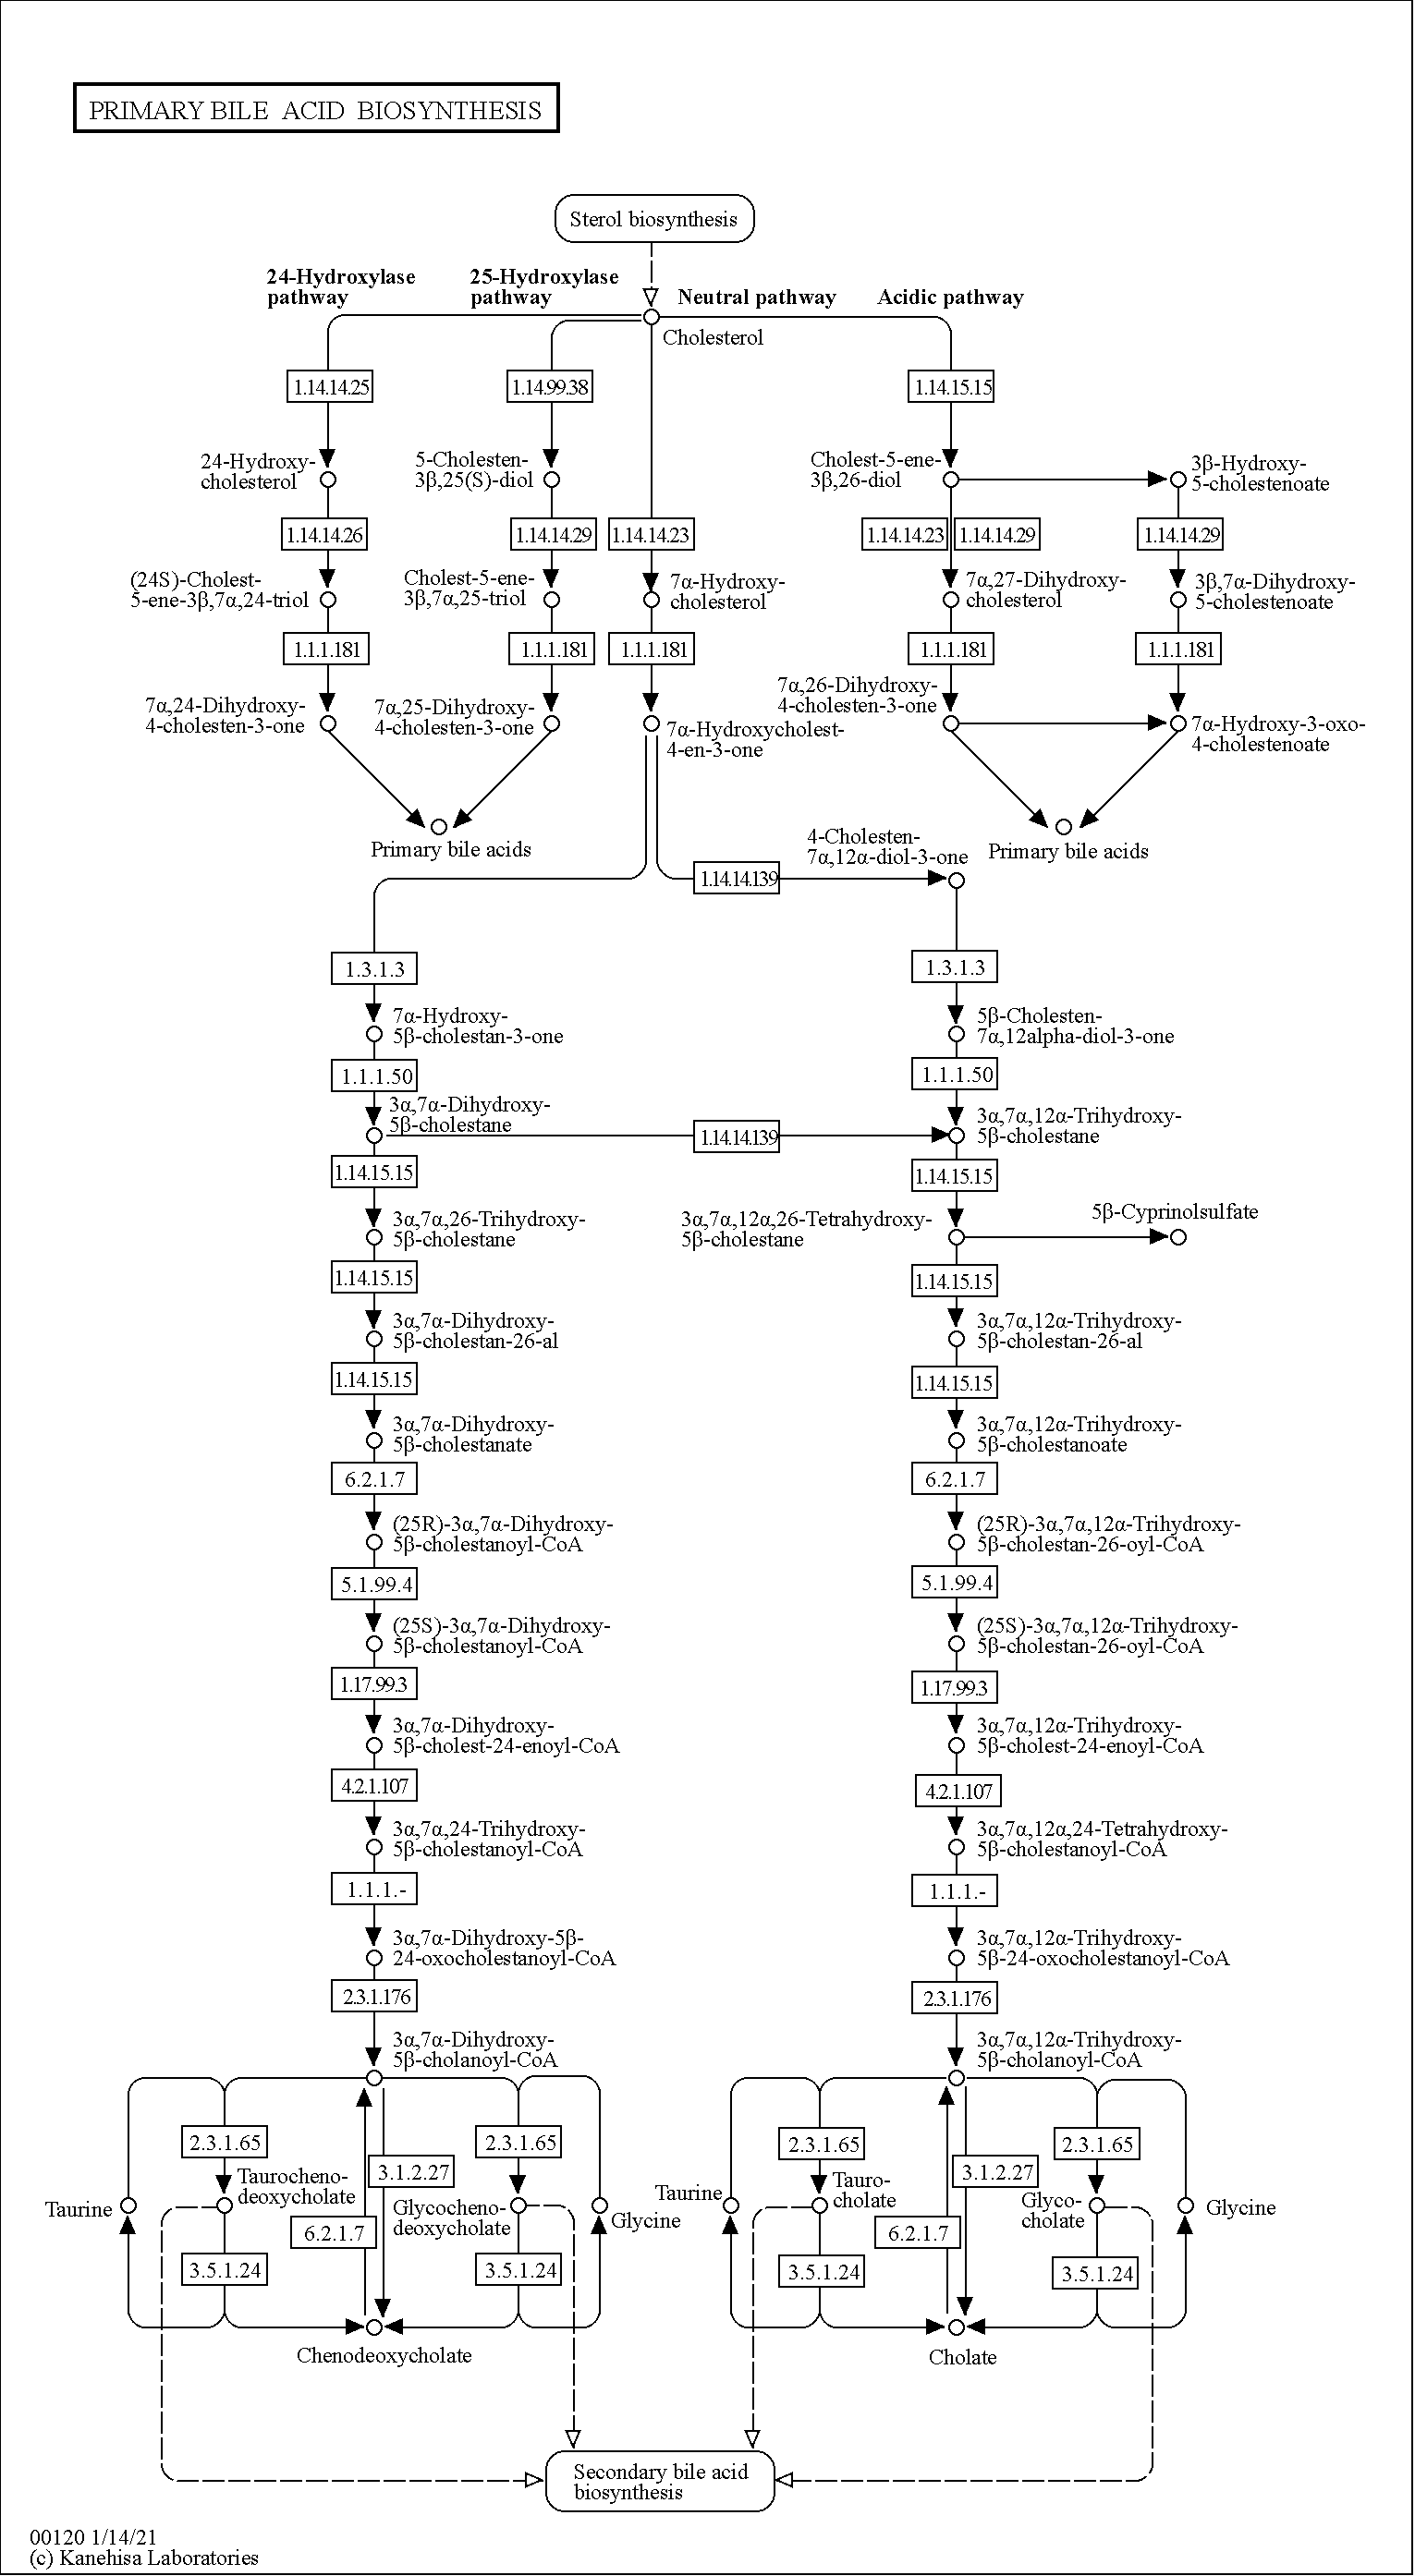 PRIMARY BILE ACID BIOSYNTHESIS
Sterol biosynthesis
24-Hydroxylase
pathway
25-Hydroxylase
pathway
Neutral pathway
Acidic pathway
Cholesterol
1.14.14.25
1.14.99.38
1.14.15.15
24-Hydroxy-
cholesterol
5-Cholesten-
3β,25(S)-diol
Cholest-5-ene-
3β,26-diol
3β-Hydroxy-
5-cholestenoate
1.14.14.26
1.14.14.29
1.14.14.23
1.14.14.23
1.14.14.29
1.14.14.29
(24S)-Cholest-
5-ene-3β,7α,24-triol
Cholest-5-ene-
3β,7α,25-triol
7α-Hydroxy-
cholesterol
7α,27-Dihydroxy-
cholesterol
3β,7α-Dihydroxy-
5-cholestenoate
1.1.1.181
1.1.1.181
1.1.1.181
1.1.1.181
1.1.1.181
7α,24-Dihydroxy-
4-cholesten-3-one
7α,25-Dihydroxy-
4-cholesten-3-one
7α-Hydroxycholest-
4-en-3-one
7α,26-Dihydroxy-
4-cholesten-3-one
7α-Hydroxy-3-oxo-
4-cholestenoate
Primary bile acids
4-Cholesten-
7α,12α-diol-3-one
Primary bile acids
1.14.14.139
1.3.1.3
1.3.1.3
7α-Hydroxy-
5β-cholestan-3-one
5β-Cholesten-
7α,12alpha-diol-3-one
1.1.1.50
1.1.1.50
3α,7α-Dihydroxy-
5β-cholestane
1.14.14.139
3α,7α,12α-Trihydroxy-
5β-cholestane
1.14.15.15
1.14.15.15
3α,7α,26-Trihydroxy-
5β-cholestane
3α,7α,12α,26-Tetrahydroxy-
5β-cholestane
5β-Cyprinolsulfate
1.14.15.15
1.14.15.15
3α,7α-Dihydroxy-
5β-cholestan-26-al
3α,7α,12α-Trihydroxy-
5β-cholestan-26-al
1.14.15.15
1.14.15.15
3α,7α-Dihydroxy-
5β-cholestanate
3α,7α,12α-Trihydroxy-
5β-cholestanoate
6.2.1.7
6.2.1.7
(25R)-3α,7α-Dihydroxy-
5β-cholestanoyl-CoA
(25R)-3α,7α,12α-Trihydroxy-
5β-cholestan-26-oyl-CoA
5.1.99.4
5.1.99.4
(25S)-3α,7α-Dihydroxy-
5β-cholestanoyl-CoA
(25S)-3α,7α,12α-Trihydroxy-
5β-cholestan-26-oyl-CoA
1.17.99.3
1.17.99.3
3α,7α-Dihydroxy-
5β-cholest-24-enoyl-CoA
3α,7α,12α-Trihydroxy-
5β-cholest-24-enoyl-CoA
4.2.1.107
4.2.1.107
3α,7α,24-Trihydroxy-
5β-cholestanoyl-CoA
3α,7α,12α,24-Tetrahydroxy-
5β-cholestanoyl-CoA
1.1.1.-
1.1.1.-
3α,7α-Dihydroxy-5β-
24-oxocholestanoyl-CoA
3α,7α,12α-Trihydroxy-
5β-24-oxocholestanoyl-CoA
2.3.1.176
2.3.1.176
3α,7α-Dihydroxy-
5β-cholanoyl-CoA
3α,7α,12α-Trihydroxy-
5β-cholanoyl-CoA
2.3.1.65
2.3.1.65
2.3.1.65
2.3.1.65
3.1.2.27
3.1.2.27
Taurine
Taurocheno-
deoxycholate
Glycocheno-
deoxycholate
Glycine
Taurine
Tauro-
cholate
Glyco-
cholate
Glycine
6.2.1.7
6.2.1.7
3.5.1.24
3.5.1.24
3.5.1.24
3.5.1.24
Chenodeoxycholate
Cholate
Secondary bile acid
biosynthesis
00120 1/14/21
(c) Kanehisa Laboratories